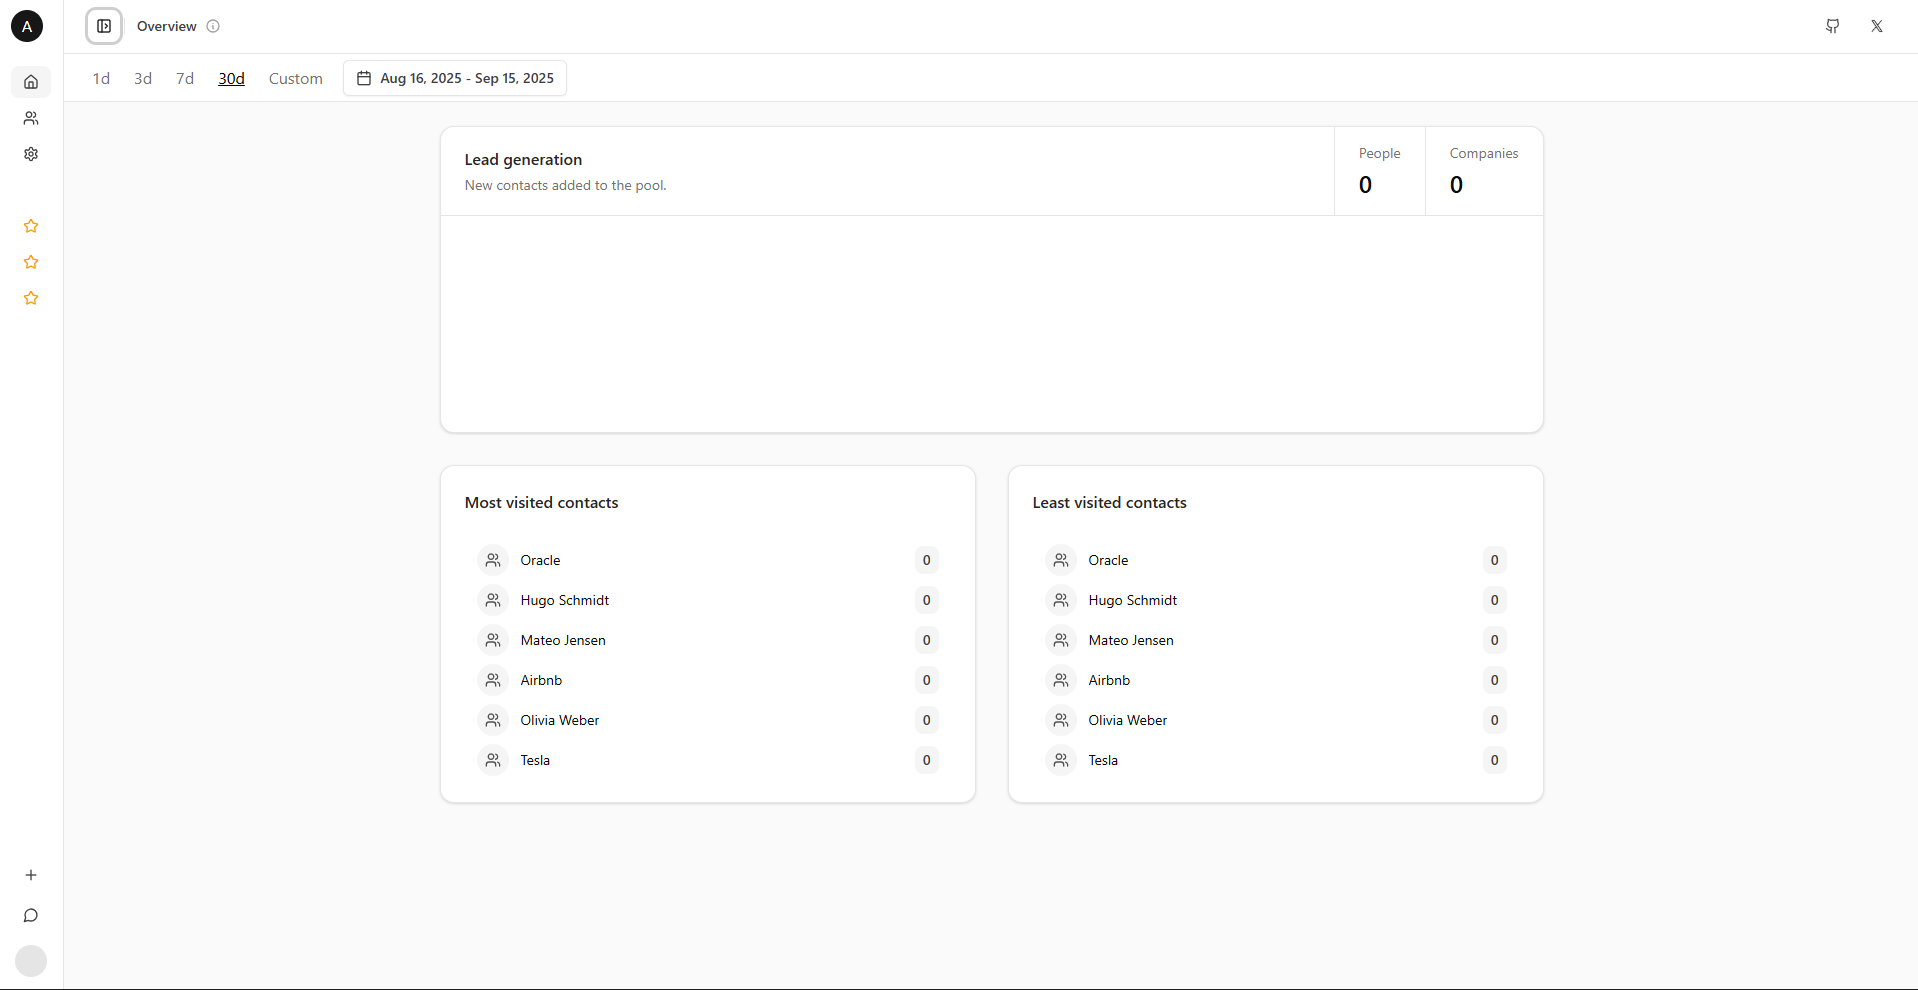 A
Overview
1d 3d 7d 30d Custom Aug 16, 2025 - Sep 15, 2025
Lead generation
New contacts added to the pool.
People
0
Companies
0
Most visited contacts
Oracle 0
Hugo Schmidt 0
Mateo Jensen 0
Airbnb 0
Olivia Weber 0
Tesla 0
Least visited contacts
Oracle 0
Hugo Schmidt 0
Mateo Jensen 0
Airbnb 0
Olivia Weber 0
Tesla 0